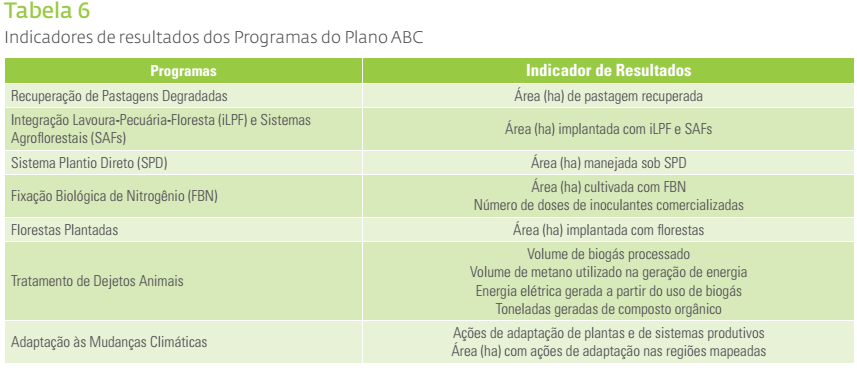 Tabela 6
Indicadores de resultados dos Programas do Plano ABC
Programas
Indicador de Resultados
Recuperação de Pastagens Degradadas
Área (ha) de pastagem recuperada
Integração Lavoura-Pecuária-Floresta (iLPF) e Sistemas
Agroflorestais (SAFs)
Área (ha) implantada com iLPF e SAFs
Sistema Plantio Direto (SPD)
Área (ha) manejada sob SPD
Fixação Biológica de Nitrogênio (FBN)
Área (ha) cultivada com FBN
Número de doses de inoculantes comercializadas
Florestas Plantadas
Área (ha) implantada com florestas
Tratamento de Dejetos Animais
Volume de biogás processado
Volume de metano utilizado na geração de energia
Energia elétrica gerada a partir do uso de biogás
Toneladas geradas de composto orgânico
Adaptação às Mudanças Climáticas
Ações de adaptação de plantas e de sistemas produtivos
Área (ha) com ações de adaptação nas regiões mapeadas